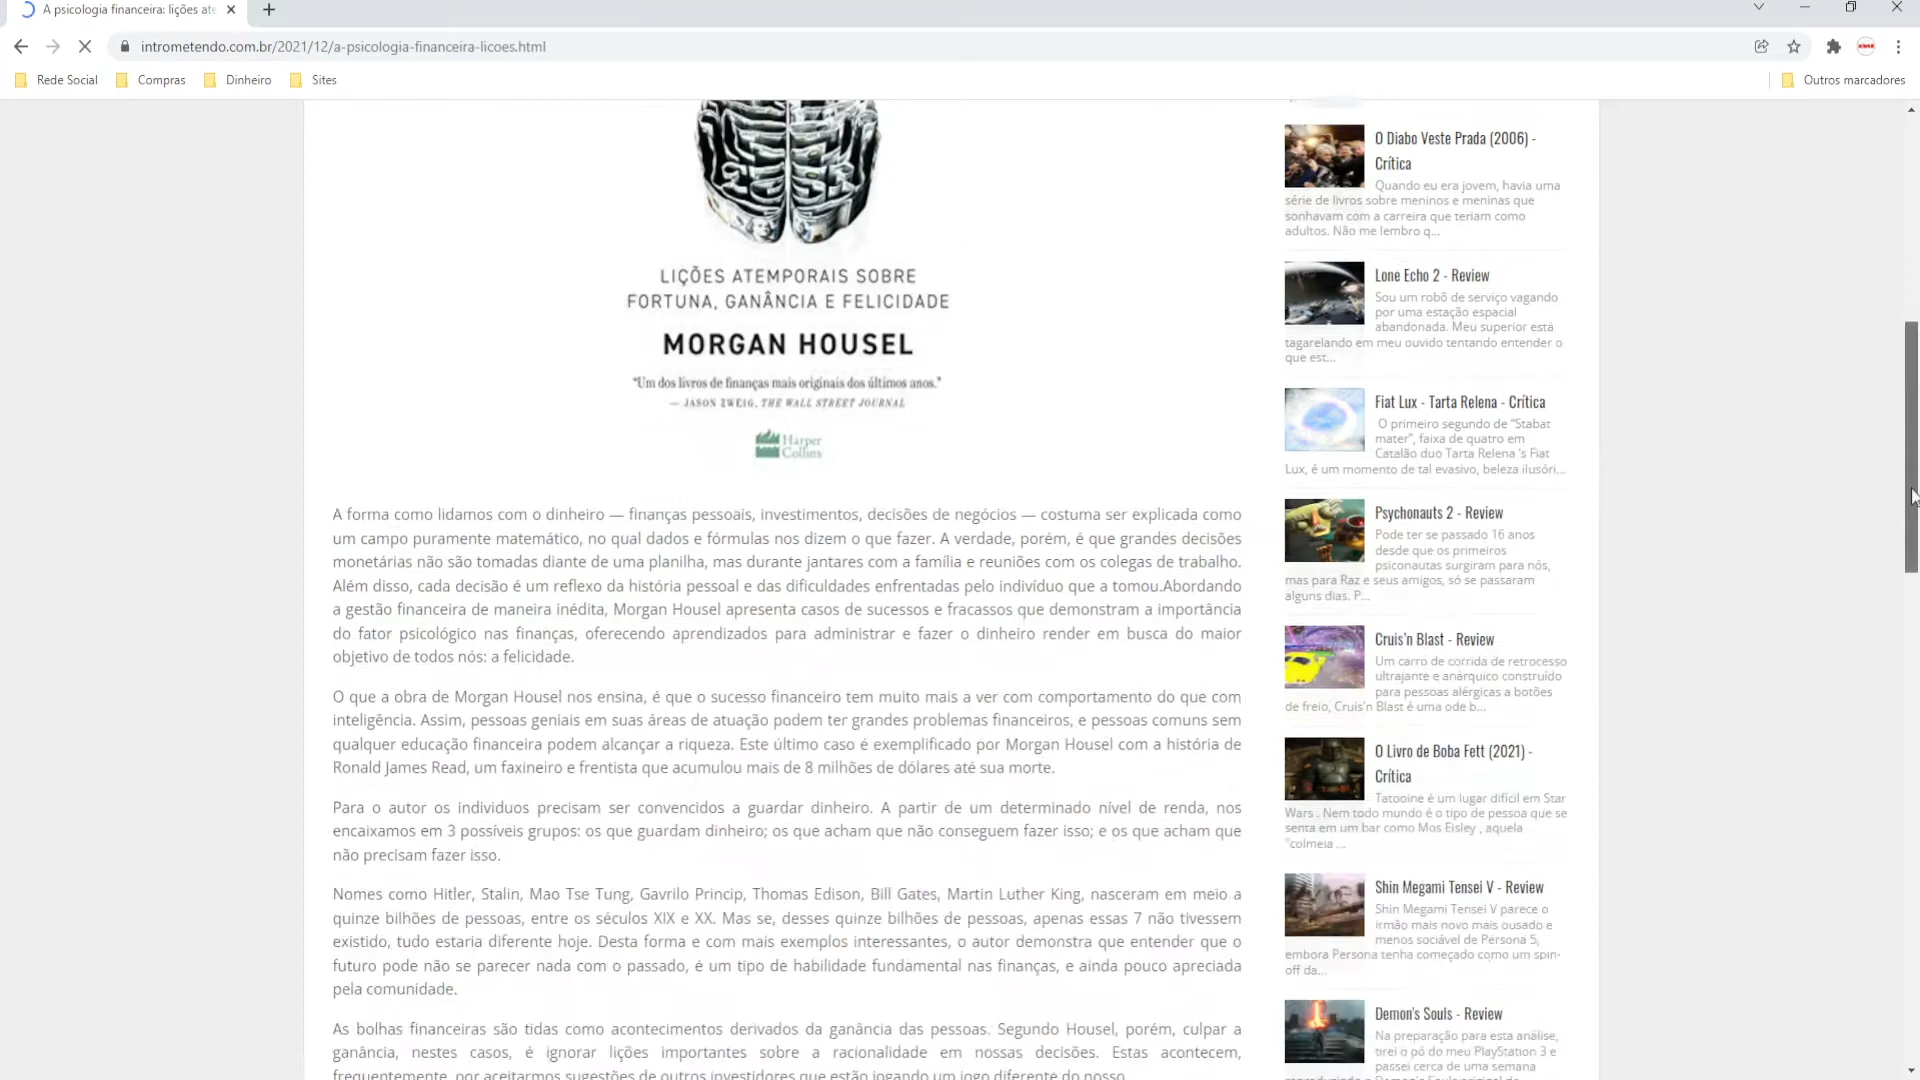 A psicologia financeira: lições ate
intrometendo.com.br/2021/12/a-psicologia-financeira-licoes.html
Rede Social Compras Dinheiro Sites Outros marcadores
LIÇÕES ATEMPORAIS SOBRE
FORTUNA, GANÂNCIA E FELICIDADE
MORGAN HOUSEL
"Um dos livros de finanças mais originais dos últimos anos."
— JASON ZWEIG, THE WALL STREET JOURNAL
Harper
Collins
A forma como lidamos com o dinheiro — finanças pessoais, investimentos, decisões de negócios — costuma ser explicada como
um campo puramente matemático, no qual dados e fórmulas nos dizem o que fazer. A verdade, porém, é que grandes decisões
monetárias não são tomadas diante de uma planilha, mas durante jantares com a família e reuniões com os colegas de trabalho.
Além disso, cada decisão é um reflexo da história pessoal e das dificuldades enfrentadas pelo indivíduo que a tomou.Abordando
a gestão financeira de maneira inédita, Morgan Housel apresenta casos de sucessos e fracassos que demonstram a importância
do fator psicológico nas finanças, oferecendo aprendizados para administrar e fazer o dinheiro render em busca do maior
objetivo de todos nós: a felicidade.
O que a obra de Morgan Housel nos ensina, é que o sucesso financeiro tem muito mais a ver com comportamento do que com
inteligência. Assim, pessoas geniais em suas áreas de atuação podem ter grandes problemas financeiros, e pessoas comuns sem
qualquer educação financeira podem alcançar a riqueza. Este último caso é exemplificado por Morgan Housel com a história de
Ronald James Read, um faxineiro e frentista que acumulou mais de 8 milhões de dólares até sua morte.
Para o autor os individuos precisam ser convencidos a guardar dinheiro. A partir de um determinado nível de renda, nos
encaixamos em 3 possíveis grupos: os que guardam dinheiro; os que acham que não conseguem fazer isso; e os que acham que
não precisam fazer isso.
Nomes como Hitler, Stalin, Mao Tse Tung, Gavrilo Princip, Thomas Edison, Bill Gates, Martin Luther King, nasceram em meio a
quinze bilhões de pessoas, entre os séculos XIX e XX. Mas se, desses quinze bilhões de pessoas, apenas essas 7 não tivessem
existido, tudo estaria diferente hoje. Desta forma e com mais exemplos interessantes, o autor demonstra que entender que o
futuro pode não se parecer nada com o passado, é um tipo de habilidade fundamental nas finanças, e ainda pouco apreciada
pela comunidade.
As bolhas financeiras são tidas como acontecimentos derivados da ganância das pessoas. Segundo Housel, porém, culpar a
ganância, nestes casos, é ignorar lições importantes sobre a racionalidade em nossas decisões. Estas acontecem,
frequentemente, por aceitarmos sugestões de outros investidores que estão jogando um jogo diferente do nosso.
O Diabo Veste Prada (2006) -
Crítica
Quando eu era jovem, havia uma
série de livros sobre meninos e meninas que
sonhavam com a carreira que teriam como
adultos. Não me lembro q...
Lone Echo 2 - Review
Sou um robô de serviço vagando
por uma estação espacial
abandonada. Meu superior está
tagarelando em meu ouvido tentando entender o
que est...
Fiat Lux - Tarta Relena - Crítica
O primeiro segundo de "Stabat
mater", faixa de quatro em
Catalão duo Tarta Relena 's Fiat
Lux, é um momento de tal evasivo, beleza ilusóri...
Psychonauts 2 - Review
Pode ter se passado 16 anos
desde que os primeiros
psiconautas surgiram para nós,
mas para Raz e seus amigos, só se passaram
alguns dias. P...
Cruis'n Blast - Review
Um carro de corrida de retrocesso
ultrajante e anárquico construído
para pessoas alérgicas a botões
de freio, Cruis'n Blast é uma ode b...
O Livro de Boba Fett (2021) -
Crítica
Tatooine é um lugar difícil em Star
Wars . Nem todo mundo é o tipo de pessoa que se
senta em um bar como Mos Eisley , aquela
"colmeia ...
Shin Megami Tensei V - Review
Shin Megami Tensei V parece o
irmão mais novo mais ousado e
menos sociável de Persona 5,
embora Persona tenha começado como um spin-
off da...
Demon's Souls - Review
Na preparação para esta análise,
tirei o pó do meu PlayStation 3 e
passei cerca de uma semana